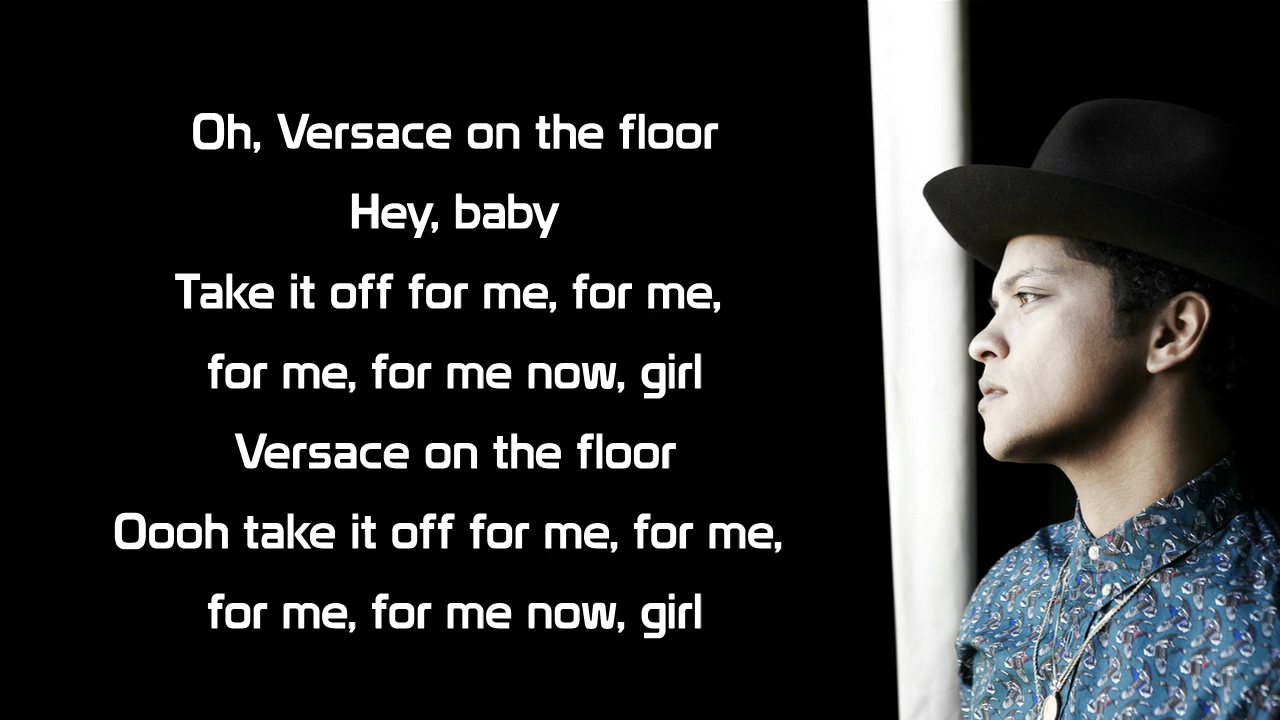 Oh, Versace on the floor
Hey, baby
Take it off for me, for me,
for me, for me now, girl
Versace on the floor
Oooh take it off for me, for me,
for me, for me now, girl